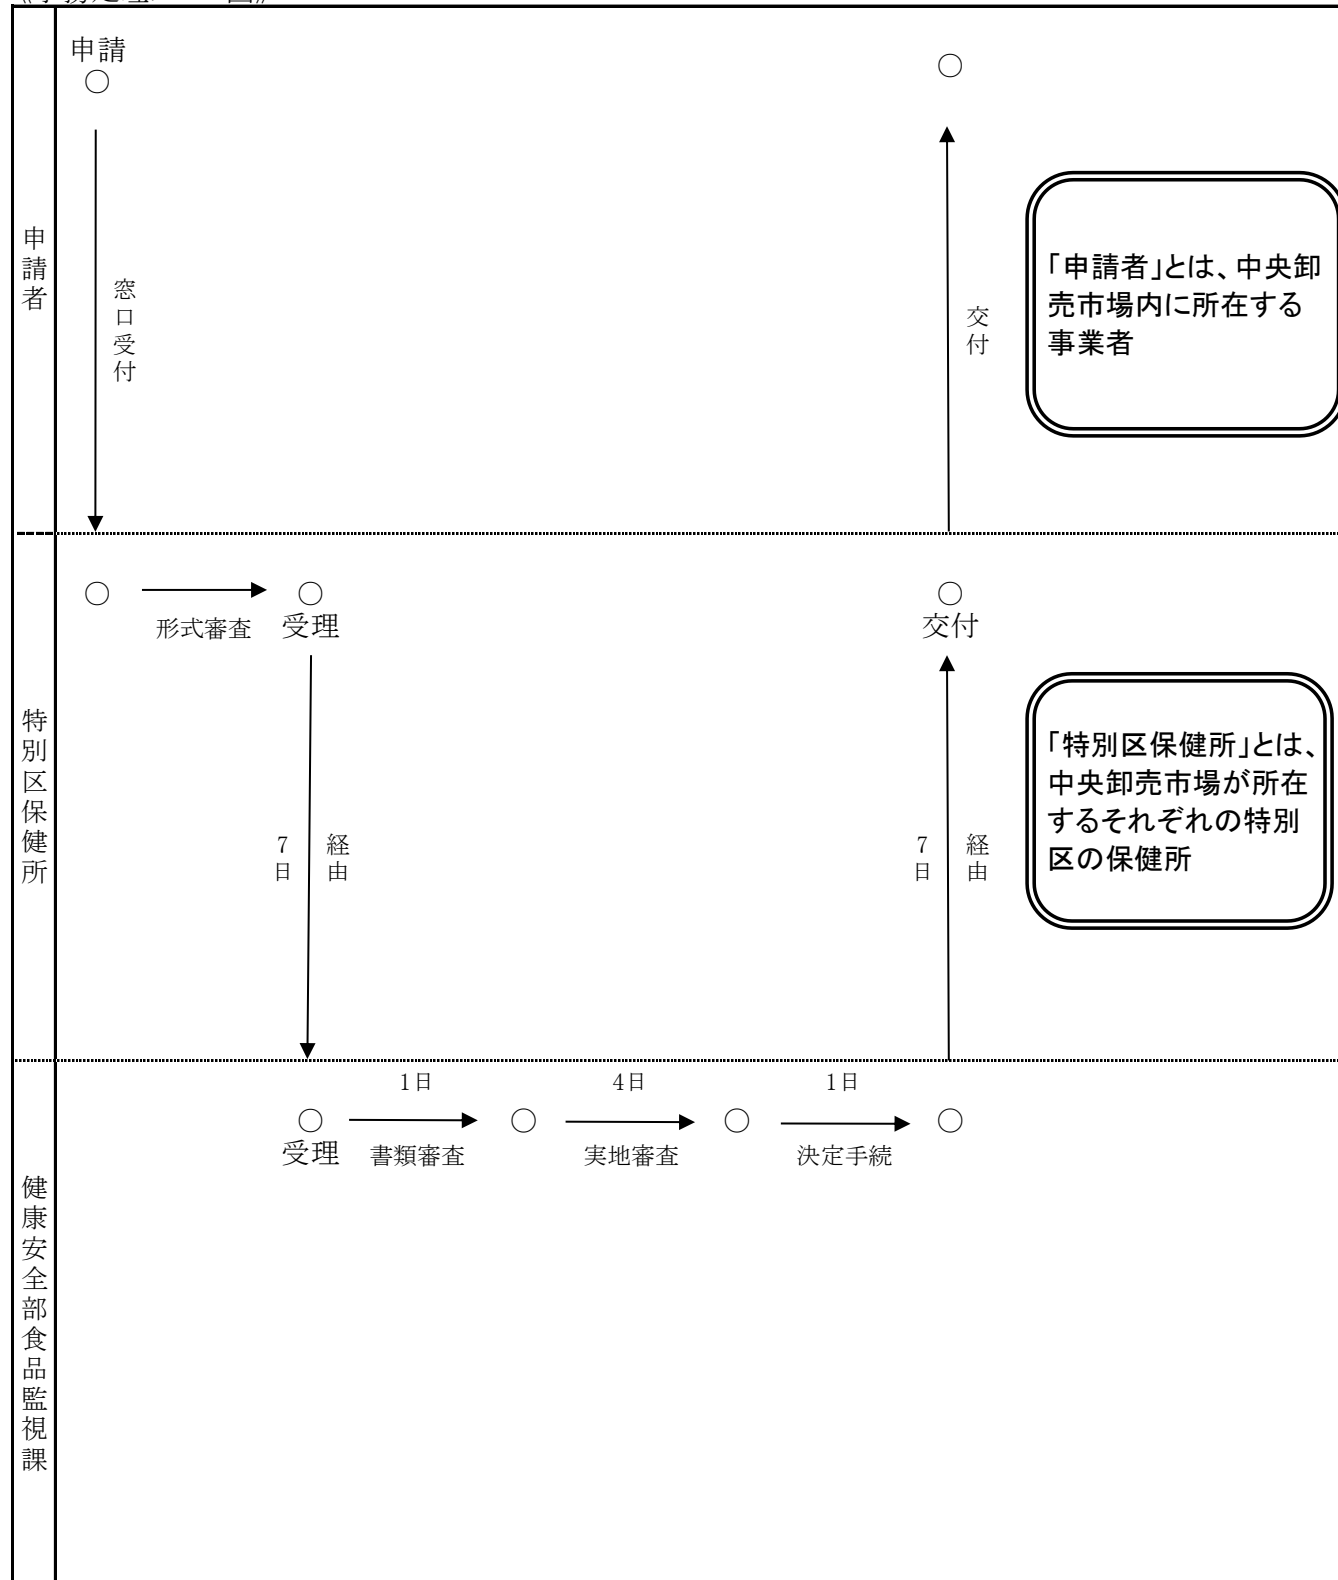 申請
申請者
窓口受付
交付
「申請者」とは、中央卸
売市場内に所在する
事業者
形式審査
受理
交付
特別区保健所
7日
経由
7日
経由
「特別区保健所」とは、
中央卸売市場が所在
するそれぞれの特別
区の保健所
1日
4日
1日
受理
書類審査
実地審査
決定手続
健康安全部食品監視課